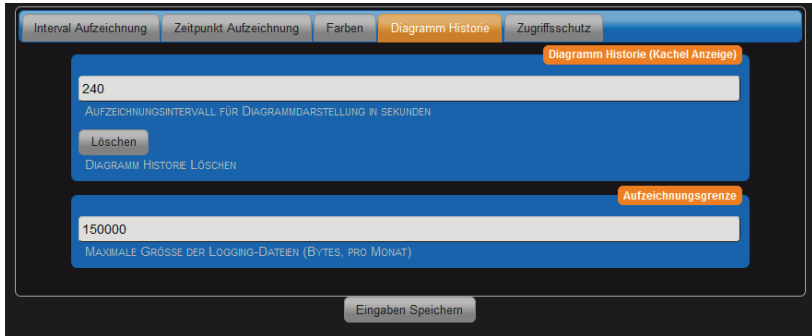 Interval Aufzeichnung Zeitpunkt Aufzeichnung Farben Diagramm Historie Zugriffsschutz
Diagramm Historie (Kachel Anzeige)
240
Aufzeichnungsintervall für Diagrammdarstellung in sekunden
Löschen
Diagramm Historie Löschen
Aufzeichnungsgrenze
150000
Maximale Grösse der Logging-Dateien (Bytes, pro Monat)
Eingaben Speichern